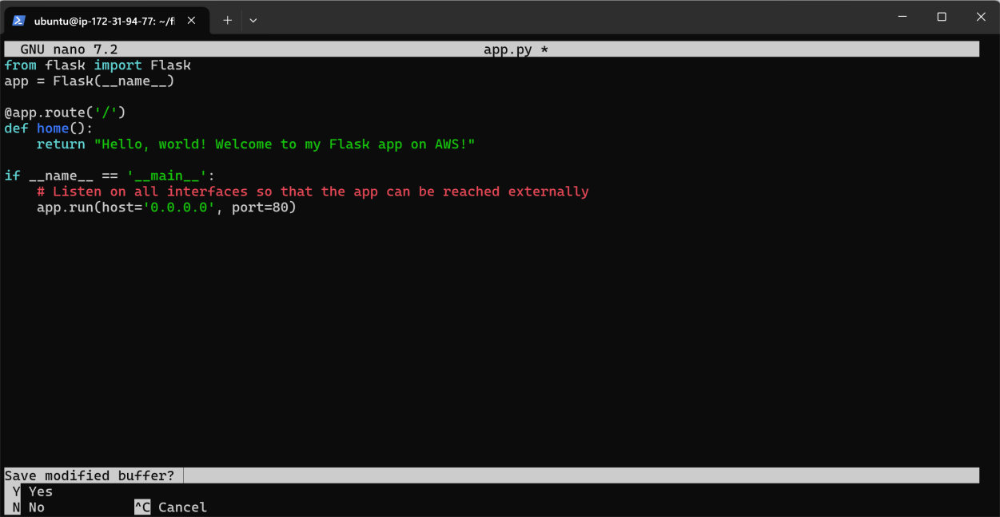 ubuntu@ip-172-31-94-77: ~/fl
GNU nano 7.2 app.py *
from flask import Flask
app = Flask(__name__)
@app.route('/')
def home():
    return "Hello, world! Welcome to my Flask app on AWS!"
if __name__ == '__main__':
    # Listen on all interfaces so that the app can be reached externally
    app.run(host='0.0.0.0', port=80)
Save modified buffer?
Y Yes
N No ^C Cancel